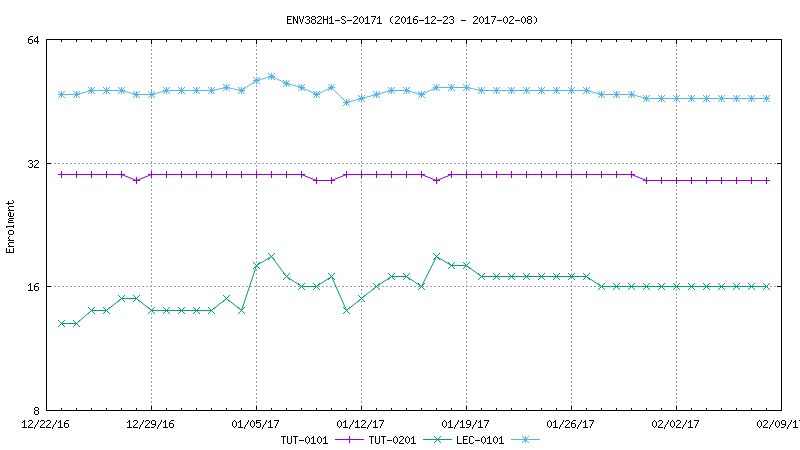 ENV382H1-S-20171 (2016-12-23 - 2017-02-08)
64
32
16
8
Enrolment
12/22/16 12/29/16 01/05/17 01/12/17 01/19/17 01/26/17 02/02/17 02/09/17
TUT-0101 TUT-0201 LEC-0101